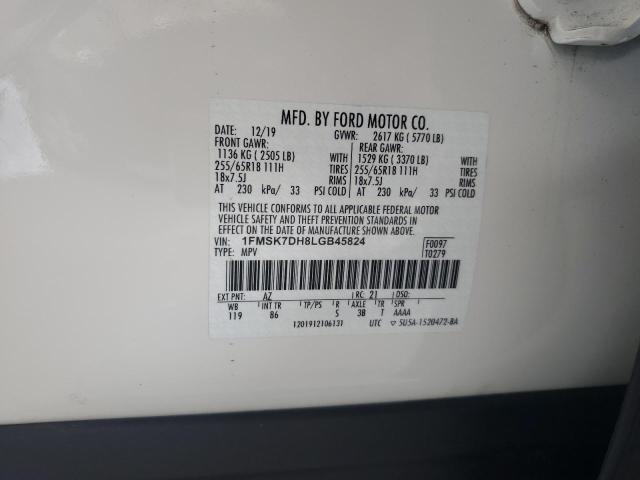 MFD. BY FORD MOTOR CO.
DATE: 12/19 GVWR: 2617 KG ( 5770 LB)
FRONT GAWR: REAR GAWR:
1136 KG ( 2505 LB) WITH 1529 KG ( 3370 LB) WITH
255/65R18 111H TIRES 255/65R18 111H TIRES
18x7.5J RIMS 18x7.5J RIMS
AT 230 kPa/ 33 PSI COLD AT 230 kPa/ 33 PSI COLD
THIS VEHICLE CONFORMS TO ALL APPLICABLE FEDERAL MOTOR
VEHICLE SAFETY AND THEFT PREVENTION STANDARDS IN
EFFECT ON THE DATE OF MANUFACTURE SHOWN ABOVE.
VIN: 1FMSK7DH8LGB45824 F0097
TYPE: MPV T0279
EXT PNT: AZ RC: 21 DSO:
WB INT TR TP/PS R AXLE TR SPR
119 86 5 3B T AAAA
1201912106131 UTC 5U5A-1520472-BA